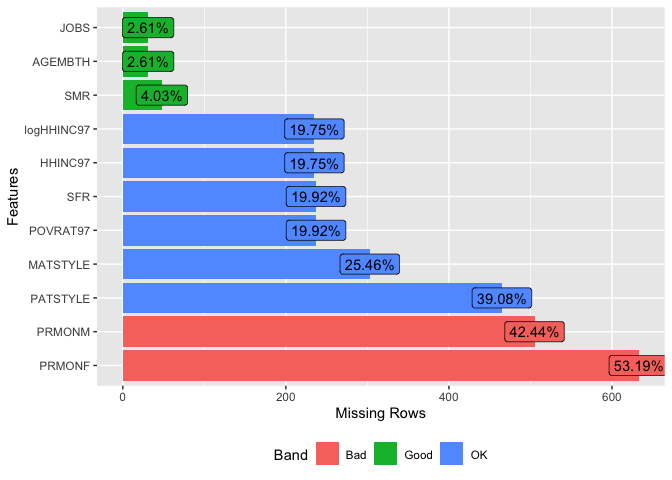 JOBS 2.61%
AGEMBTH 2.61%
SMR 4.03%
logHHINC97 19.75%
HHINC97 19.75%
SFR 19.92%
POVRAT97 19.92%
MATSTYLE 25.46%
PATSTYLE 39.08%
PRMONM 42.44%
PRMONF 53.19%
Features
0 200 400 600
Missing Rows
Band Bad Good OK